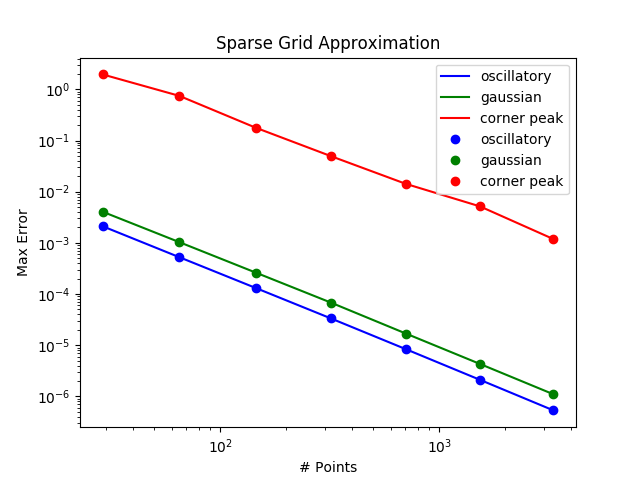 Sparse Grid Approximation
oscillatory
gaussian
corner peak
oscillatory
gaussian
corner peak
Max Error
10^0
10^-1
10^-2
10^-3
10^-4
10^-5
10^-6
10^2
10^3
# Points